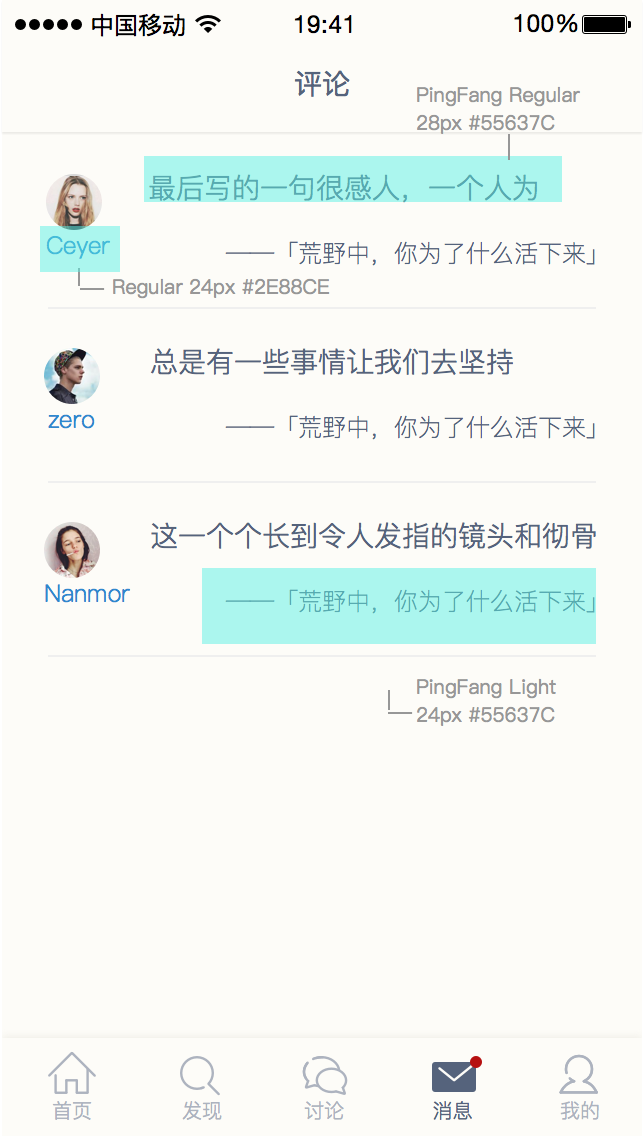 中国移动 19:41 100%
评论
PingFang Regular
28px #55637C
最后写的一句很感人，一个人为
Ceyer
——「荒野中，你为了什么活下来」
Regular 24px #2E88CE
总是有一些事情让我们去坚持
zero
——「荒野中，你为了什么活下来」
这一个个长到令人发指的镜头和彻骨
Nanmor
——「荒野中，你为了什么活下来」
PingFang Light
24px #55637C
首页 发现 讨论 消息 我的